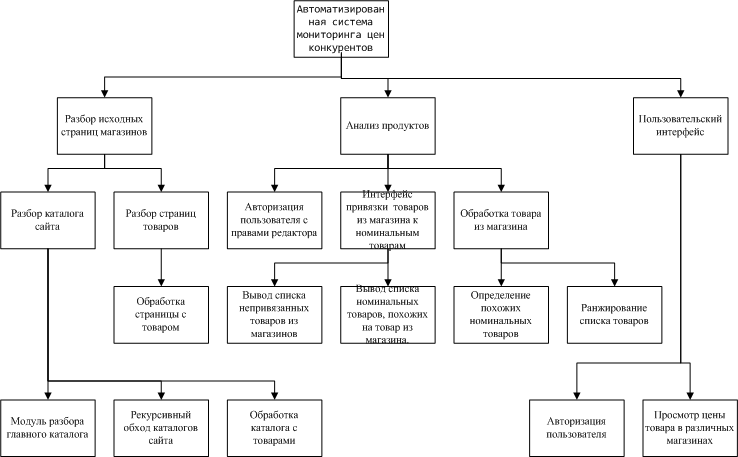 Автоматизирован
ная система
мониторинга цен
конкурентов
Разбор исходных
страниц магазинов
Анализ продуктов
Пользовательский
интерфейс
Разбор каталога
сайта
Разбор страниц
товаров
Авторизация
пользователя с
правами редактора
Интерфейс
привязки товаров
из магазина к
номинальным
товарам
Обработка товара
из магазина
Обработка
страницы с
товаром
Вывод списка
непривязанных
товаров из
магазинов
Вывод списка
номинальных
товаров, похожих
на товар из
магазина.
Определение
похожих
номинальных
товаров
Ранжирование
списка товаров
Модуль разбора
главного каталога
Рекурсивный
обход каталогов
сайта
Обработка
каталога с
товарами
Авторизация
пользователя
Просмотр цены
товара в различных
магазинах